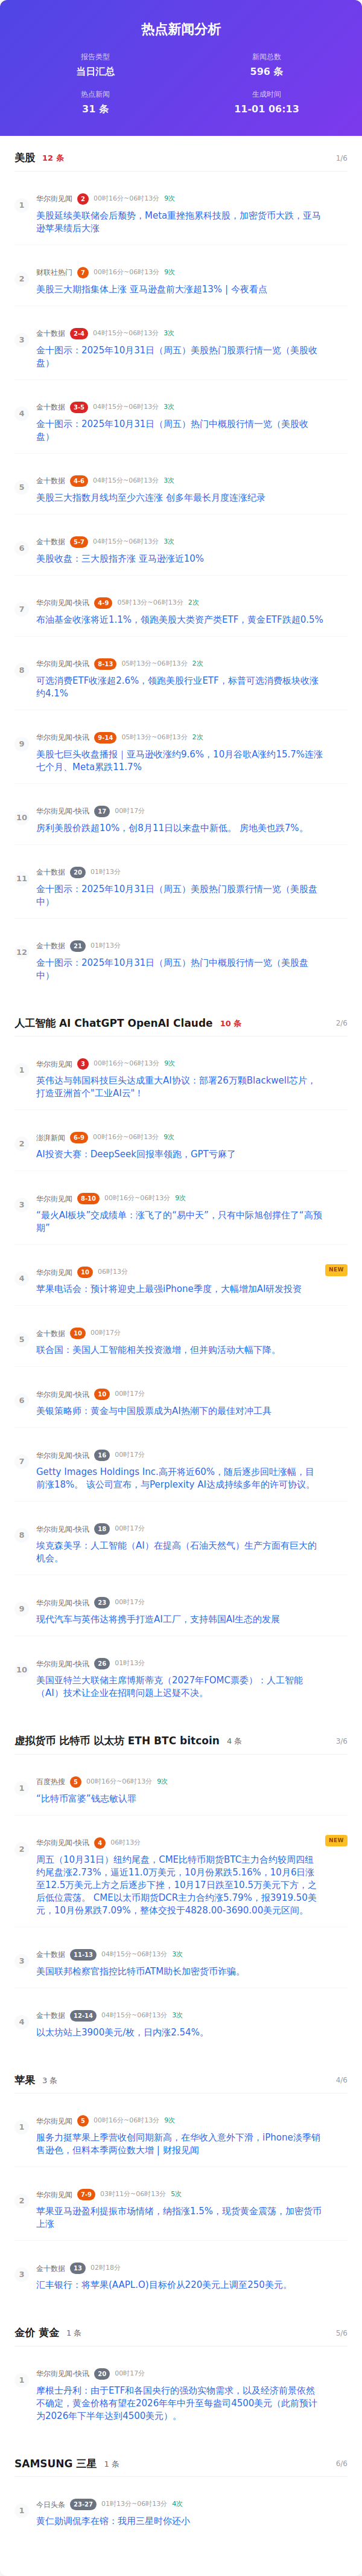 热点新闻分析
报告类型
新闻总数
当日汇总
596 条
热点新闻
生成时间
31 条
11-01 06:13
美股 12 条 1/6
1
华尔街见闻 2 00时16分~06时13分 9次
美股延续美联储会后颓势，Meta重挫拖累科技股，加密货币大跌，亚马
逊苹果绩后大涨
2
财联社热门 7 00时16分~06时13分 9次
美股三大期指集体上涨 亚马逊盘前大涨超13% | 今夜看点
3
金十数据 2-4 04时15分~06时13分 3次
金十图示：2025年10月31日（周五）美股热门股票行情一览（美股收
盘）
4
金十数据 3-5 04时15分~06时13分 3次
金十图示：2025年10月31日（周五）热门中概股行情一览（美股收
盘）
5
金十数据 4-6 04时15分~06时13分 3次
美股三大指数月线均至少六连涨 创多年最长月度连涨纪录
6
金十数据 5-7 04时15分~06时13分 3次
美股收盘：三大股指齐涨 亚马逊涨近10%
7
华尔街见闻-快讯 4-9 05时13分~06时13分 2次
布油基金收涨将近1.1%，领跑美股大类资产类ETF，黄金ETF跌超0.5%
8
华尔街见闻-快讯 8-13 05时13分~06时13分 2次
可选消费ETF收涨超2.6%，领跑美股行业ETF，标普可选消费板块收涨
约4.1%
9
华尔街见闻-快讯 9-14 05时13分~06时13分 2次
美股七巨头收盘播报｜亚马逊收涨约9.6%，10月谷歌A涨约15.7%连涨
七个月、Meta累跌11.7%
10
华尔街见闻-快讯 17 00时17分
房利美股价跌超10%，创8月11日以来盘中新低。 房地美也跌7%。
11
金十数据 20 01时13分
金十图示：2025年10月31日（周五）美股热门股票行情一览（美股盘
中）
12
金十数据 21 01时13分
金十图示：2025年10月31日（周五）热门中概股行情一览（美股盘
中）
人工智能 AI ChatGPT OpenAI Claude 10 条 2/6
1
华尔街见闻 3 00时16分~06时13分 9次
英伟达与韩国科技巨头达成重大AI协议：部署26万颗Blackwell芯片，
打造亚洲首个"工业AI云"！
2
澎湃新闻 6-9 00时16分~06时13分 9次
AI投资大赛：DeepSeek回报率领跑，GPT亏麻了
3
华尔街见闻 8-10 00时16分~06时13分 9次
“最火AI板块”交成绩单：涨飞了的“易中天”，只有中际旭创撑住了“高预
期”
4
华尔街见闻 10 06时13分 NEW
苹果电话会：预计将迎史上最强iPhone季度，大幅增加AI研发投资
5
金十数据 10 00时17分
联合国：美国人工智能相关投资激增，但并购活动大幅下降。
6
华尔街见闻-快讯 10 00时17分
美银策略师：黄金与中国股票成为AI热潮下的最佳对冲工具
7
华尔街见闻-快讯 16 00时17分
Getty Images Holdings Inc.高开将近60%，随后逐步回吐涨幅，目
前涨18%。 该公司宣布，与Perplexity AI达成持续多年的许可协议。
8
华尔街见闻-快讯 18 00时17分
埃克森美孚：人工智能（AI）在提高（石油天然气）生产方面有巨大的
机会。
9
华尔街见闻-快讯 23 00时17分
现代汽车与英伟达将携手打造AI工厂，支持韩国AI生态的发展
10
华尔街见闻-快讯 26 01时13分
美国亚特兰大联储主席博斯蒂克（2027年FOMC票委）：人工智能
（AI）技术让企业在招聘问题上迟疑不决。
虚拟货币 比特币 以太坊 ETH BTC bitcoin 4 条 3/6
1
百度热搜 5 00时16分~06时13分 9次
“比特币富婆”钱志敏认罪
2
华尔街见闻-快讯 4 06时13分 NEW
周五（10月31日）纽约尾盘，CME比特币期货BTC主力合约较周四纽
约尾盘涨2.73%，逼近11.0万美元，10月份累跌5.16%，10月6日涨
至12.5万美元上方之后逐步下挫，10月17日跌至10.5万美元下方，之
后低位震荡。 CME以太币期货DCR主力合约涨5.79%，报3919.50美
元，10月份累跌7.09%，整体交投于4828.00-3690.00美元区间。
3
金十数据 11-13 04时15分~06时13分 3次
美国联邦检察官指控比特币ATM助长加密货币诈骗。
4
金十数据 12-14 04时15分~06时13分 3次
以太坊站上3900美元/枚，日内涨2.54%。
苹果 3 条 4/6
1
华尔街见闻 5 00时16分~06时13分 9次
服务力挺苹果上季营收创同期新高，在华收入意外下滑，iPhone淡季销
售逊色，但料本季两位数大增 | 财报见闻
2
华尔街见闻 7-9 03时11分~06时13分 5次
苹果亚马逊盈利提振市场情绪，纳指涨1.5%，现货黄金震荡，加密货币
上涨
3
金十数据 13 02时18分
汇丰银行：将苹果(AAPL.O)目标价从220美元上调至250美元。
金价 黄金 1 条 5/6
1
华尔街见闻-快讯 20 00时17分
摩根士丹利：由于ETF和各国央行的强劲实物需求，以及经济前景依然
不确定，黄金价格有望在2026年年中升至每盎司4500美元（此前预计
为2026年下半年达到4500美元）。
SAMSUNG 三星 1 条 6/6
1
今日头条 23-27 01时13分~06时13分 4次
黄仁勋调侃李在镕：我用三星时你还小